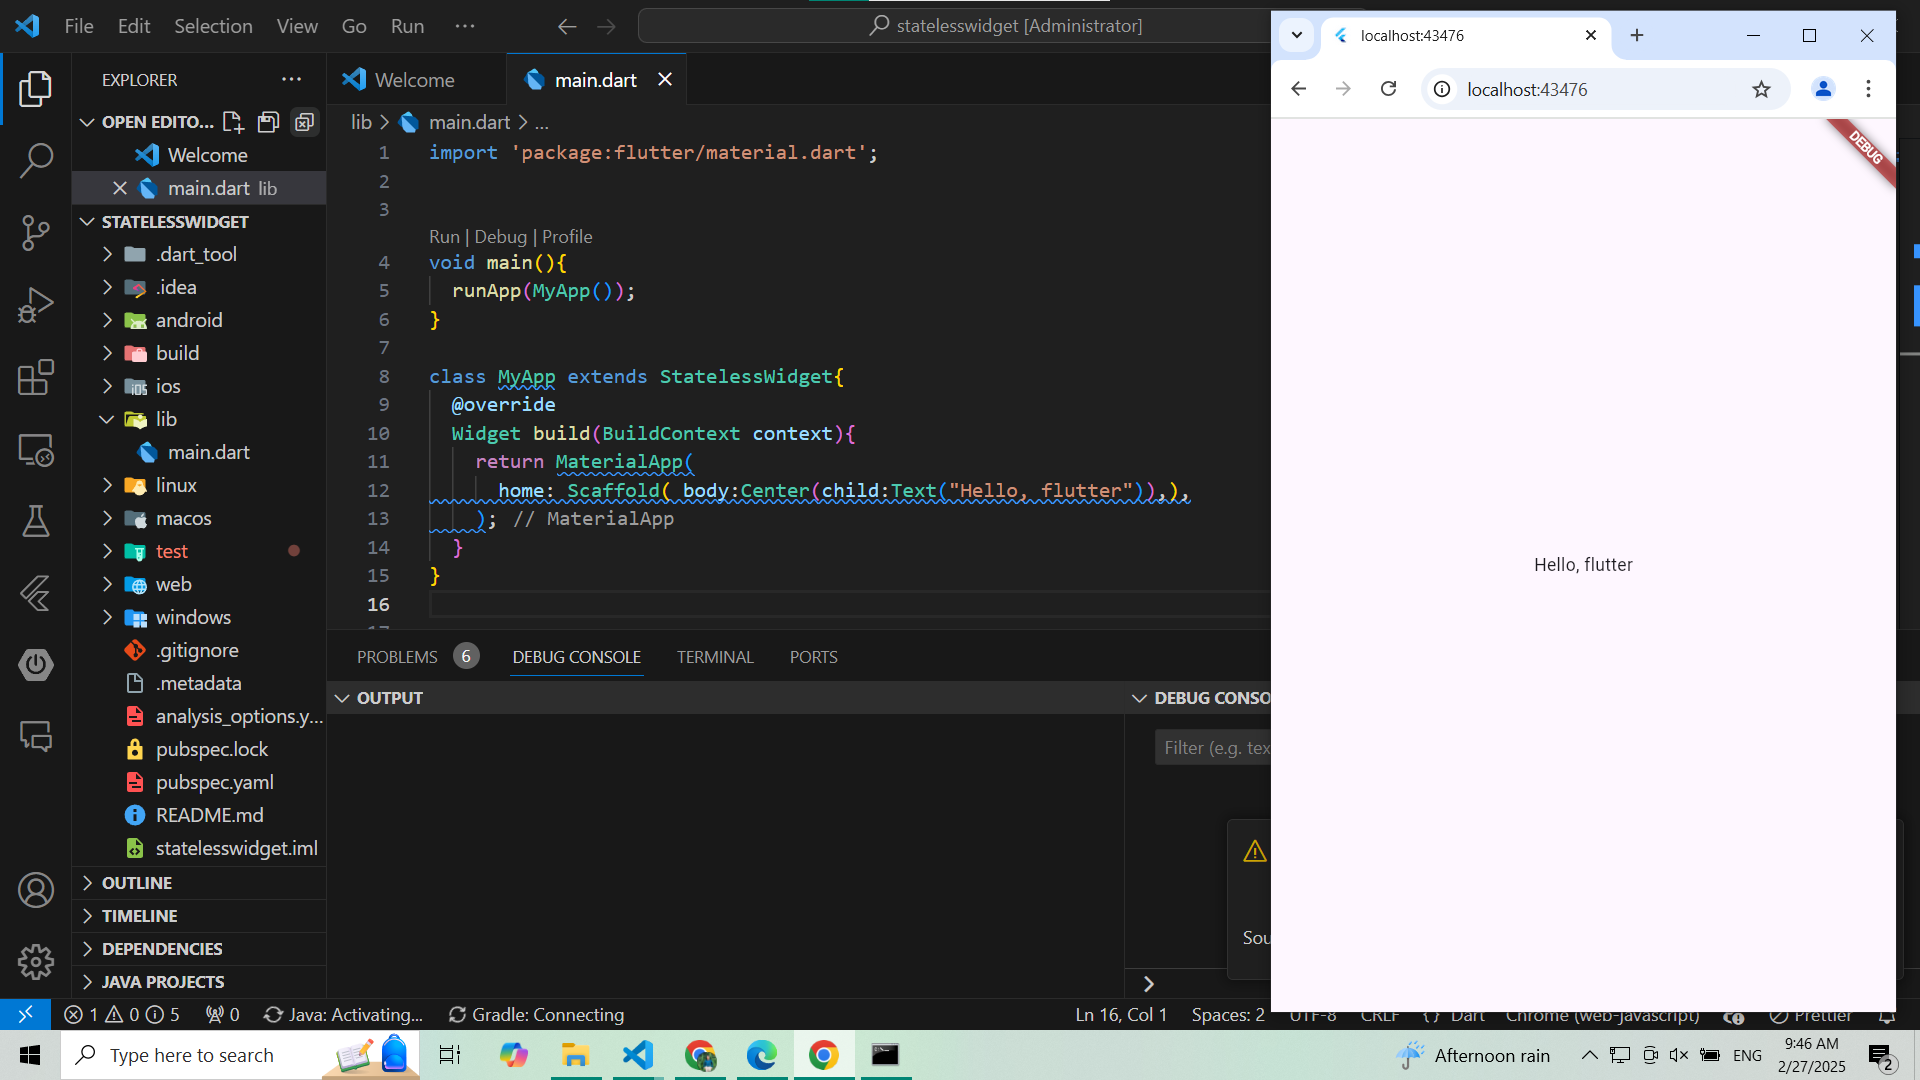 File Edit Selection View Go Run ···
statelesswidget [Administrator]
EXPLORER
OPEN EDITO...
Welcome
main.dart lib
STATELESSWIDGET
.dart_tool
.idea
android
build
ios
lib
main.dart
linux
macos
test
web
windows
.gitignore
.metadata
analysis_options.y...
pubspec.lock
pubspec.yaml
README.md
statelesswidget.iml
OUTLINE
TIMELINE
DEPENDENCIES
JAVA PROJECTS
Welcome
main.dart
lib > main.dart > ...
1 import 'package:flutter/material.dart';
2
3
Run | Debug | Profile
4 void main(){
5 runApp(MyApp());
6 }
7
8 class MyApp extends StatelessWidget{
9 @override
10 Widget build(BuildContext context){
11 return MaterialApp(
12 home: Scaffold( body:Center(child:Text("Hello, flutter")),),
13 ); // MaterialApp
14 }
15 }
16
PROBLEMS 6 DEBUG CONSOLE TERMINAL PORTS
OUTPUT
DEBUG CONSO
Filter (e.g. tex
Sou
localhost:43476
localhost:43476
DEBUG
Hello, flutter
1 0 5 0 Java: Activating... Gradle: Connecting
Ln 16, Col 1 Spaces: 2 UTF-8 CRLF {} Dart Chrome (web-javascript) Prettier
Type here to search
Afternoon rain
ENG
9:46 AM
2/27/2025
2